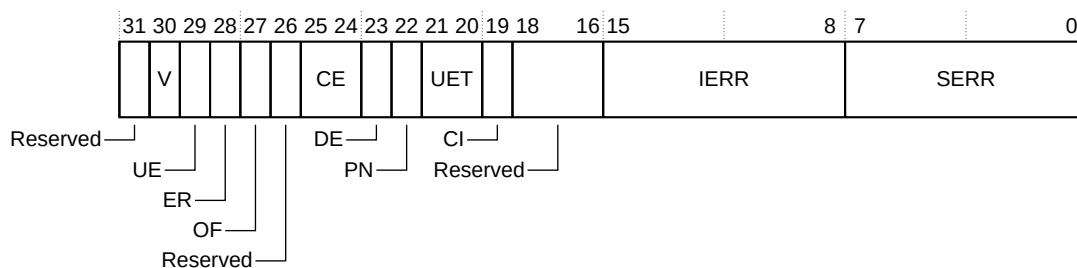 31 30 29 28 27 26 25 24 23 22 21 20 19 18 16 15 8 7 0
V CE UET IERR SERR
Reserved DE CI
UE PN Reserved
ER
OF
Reserved